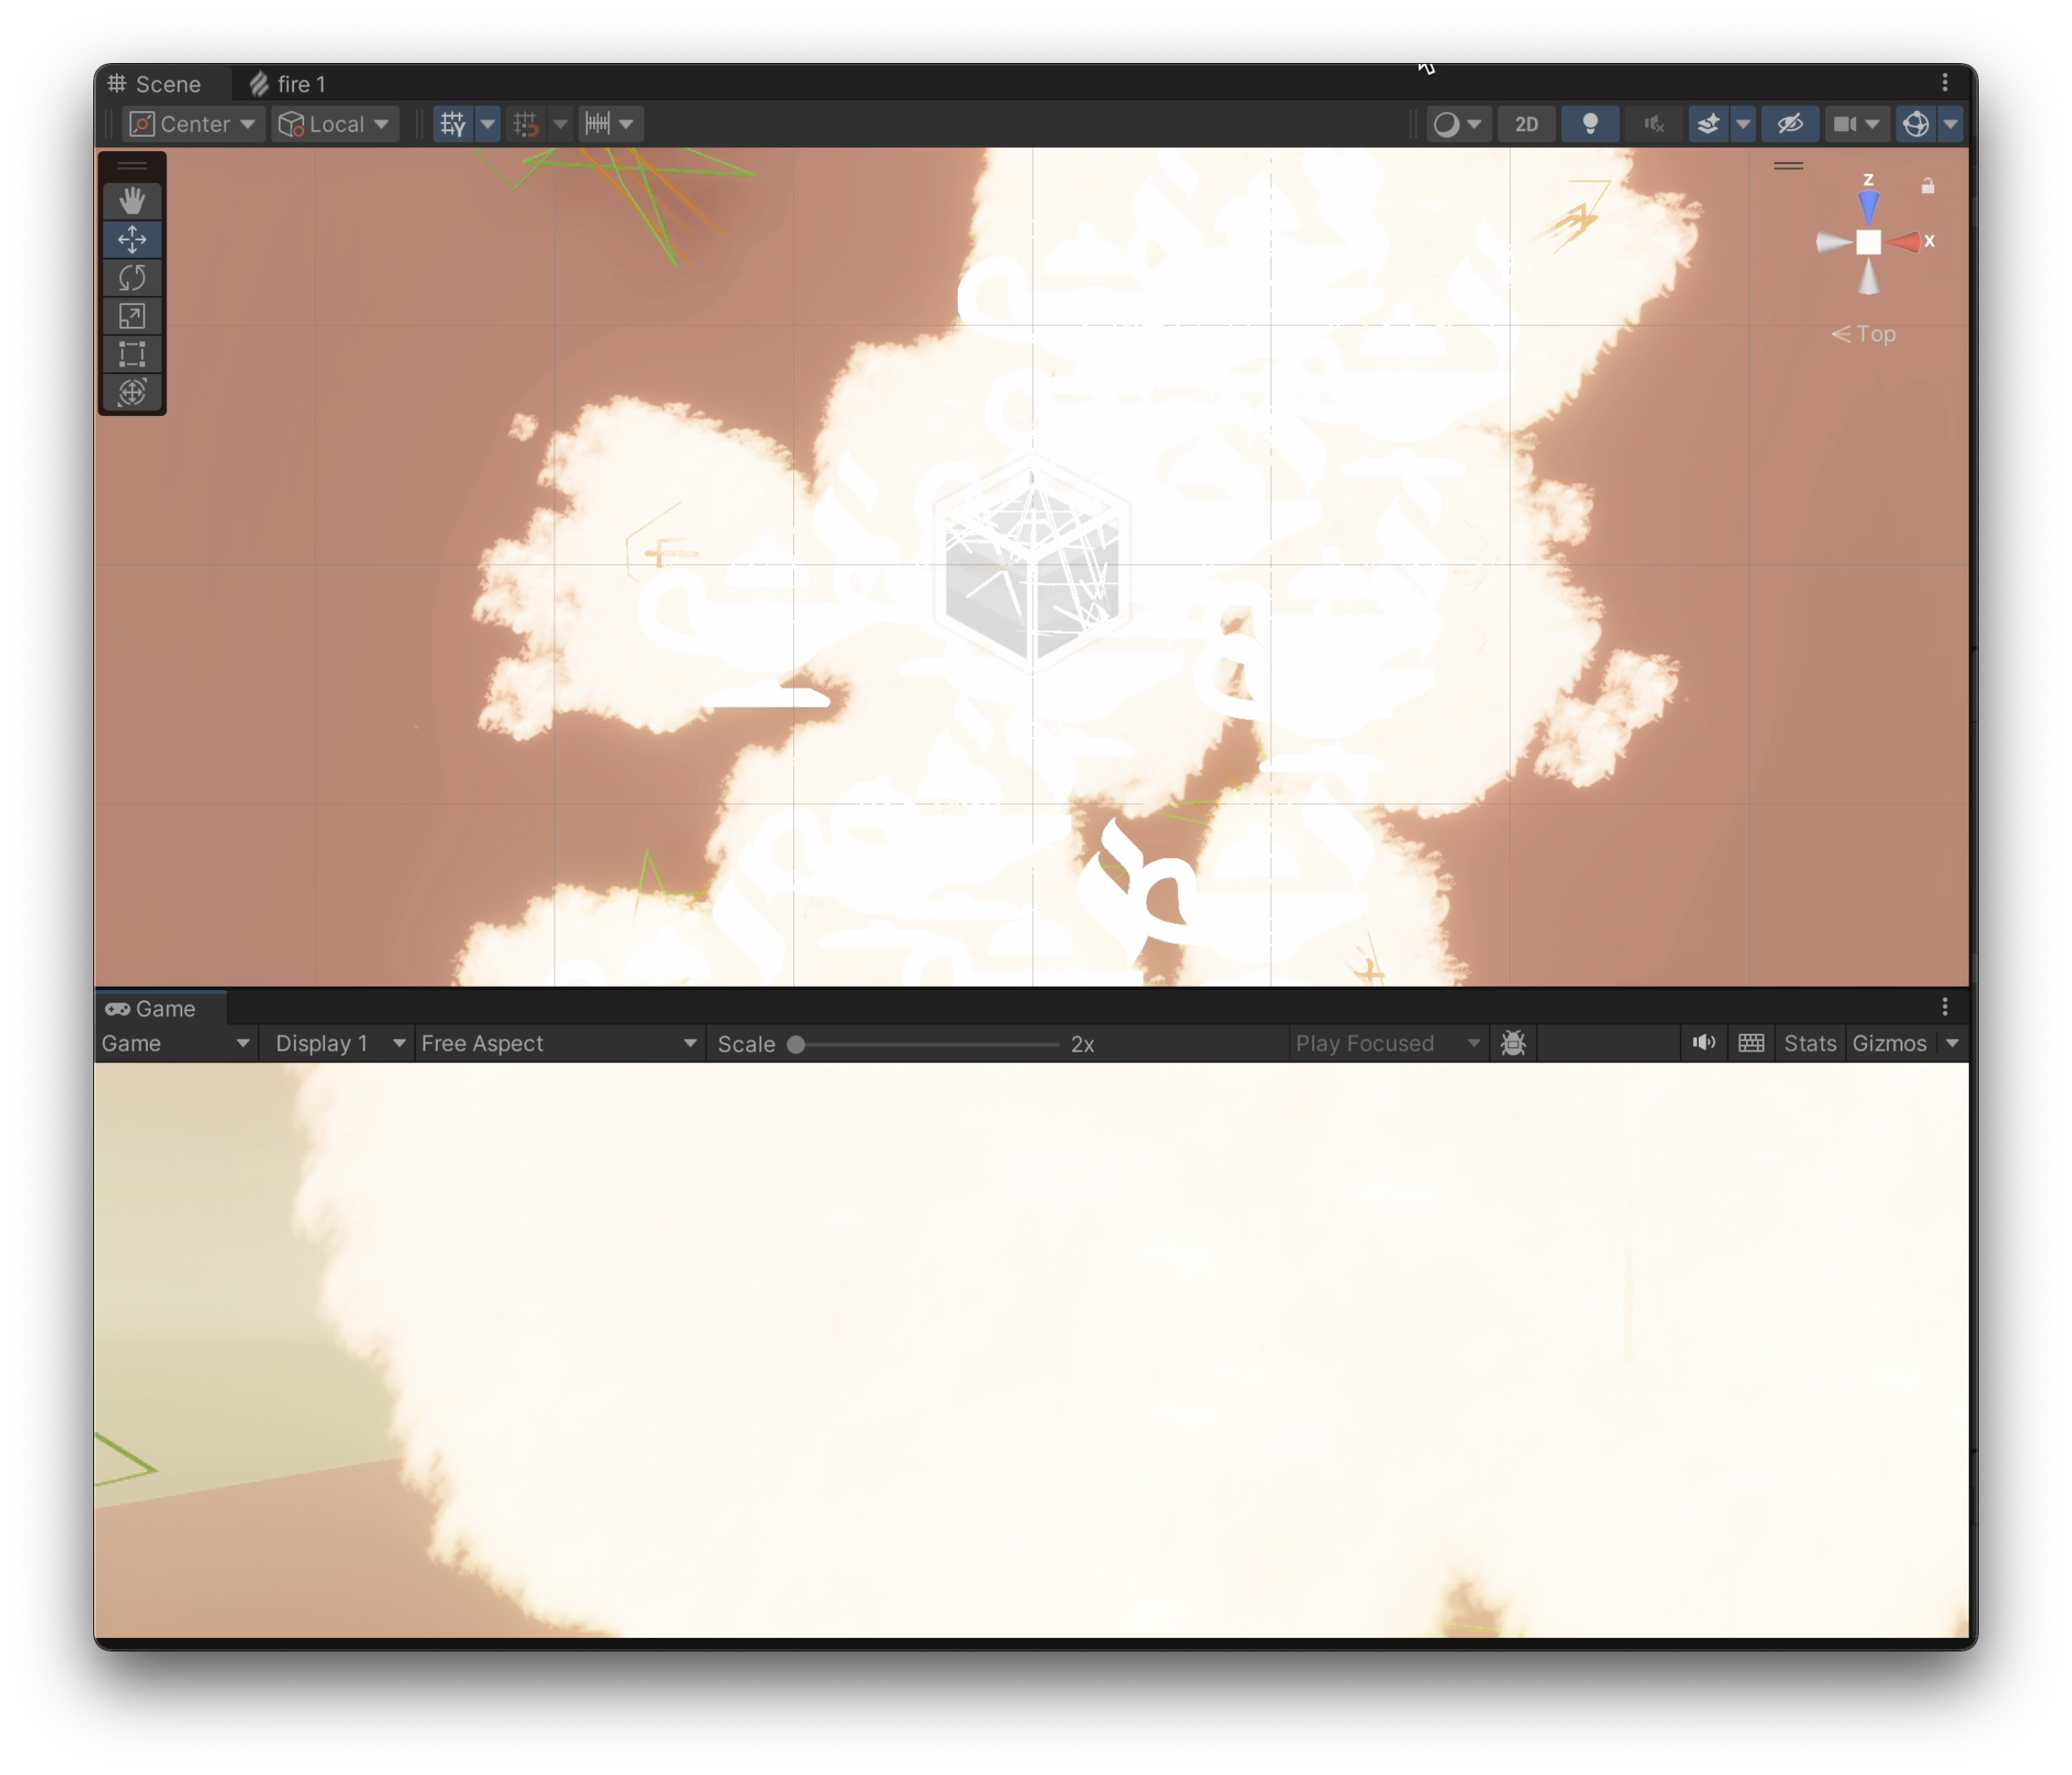 Scene fire 1
Center Local 2D
Z
X
Top
Game
Game Display 1 Free Aspect Scale 2x Play Focused Stats Gizmos